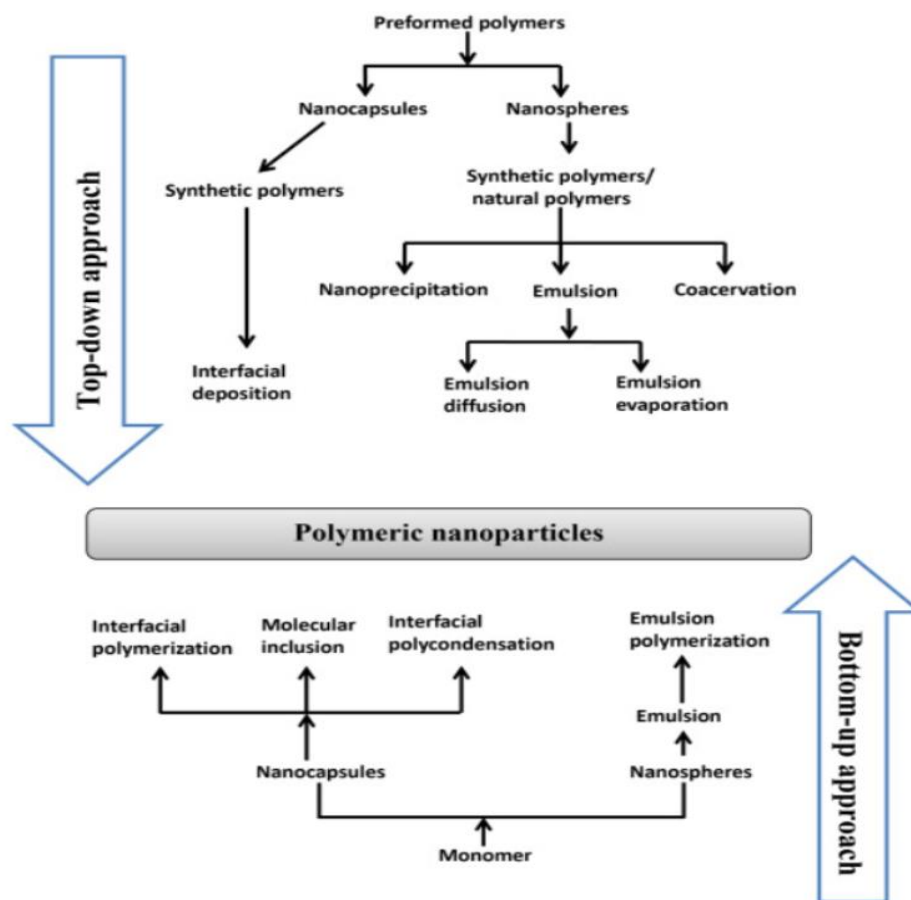 Preformed polymers
Nanocapsules
Nanospheres
Synthetic polymers
Synthetic polymers/
natural polymers
Nanoprecipitation
Emulsion
Coacervation
Interfacial
deposition
Emulsion
diffusion
Emulsion
evaporation
Top-down approach
Polymeric nanoparticles
Interfacial
polymerization
Molecular
inclusion
Interfacial
polycondensation
Emulsion
polymerization
Emulsion
Nanocapsules
Nanospheres
Monomer
Bottom-up approach